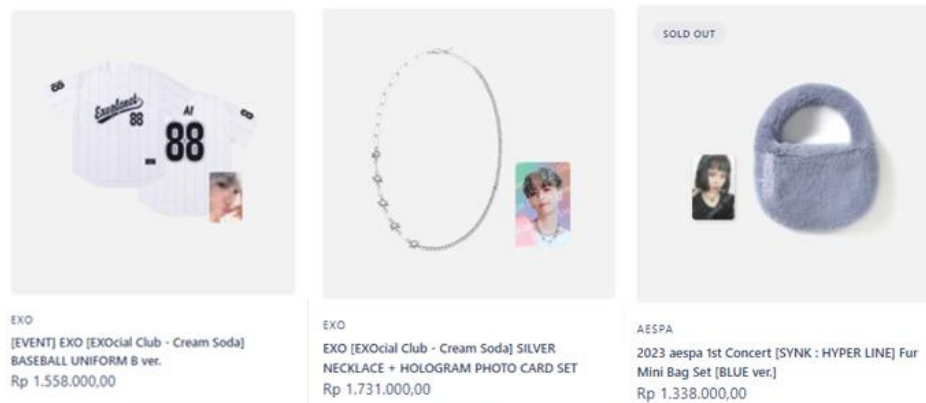 Exoplanet
88
AI
88
EXO
[EVENT] EXO [EXOcial Club - Cream Soda]
BASEBALL UNIFORM B ver.
Rp 1.558.000,00
EXO
EXO [EXOcial Club - Cream Soda] SILVER
NECKLACE + HOLOGRAM PHOTO CARD SET
Rp 1.731.000,00
SOLD OUT
AESPA
2023 aespa 1st Concert [SYNK : HYPER LINE] Fur
Mini Bag Set [BLUE ver.]
Rp 1.338.000,00